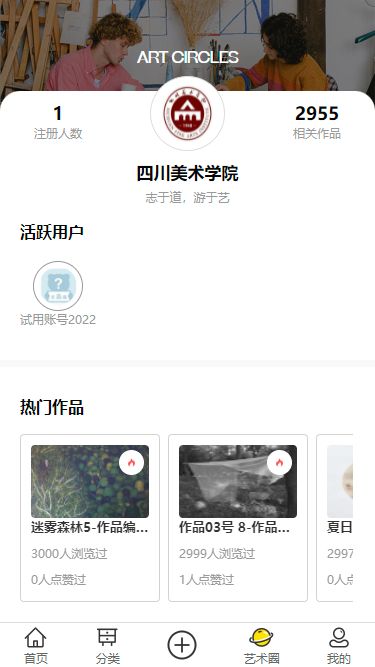 ART CIRCLES
1
2955
注册人数
相关作品
四川美术学院
志于道，游于艺
活跃用户
试用账号2022
热门作品
迷雾森林5-作品编...
作品03号 8-作品...
夏日
3000人浏览过
2999人浏览过
2997
0人点赞过
1人点赞过
0人点
首页
分类
艺术圈
我的